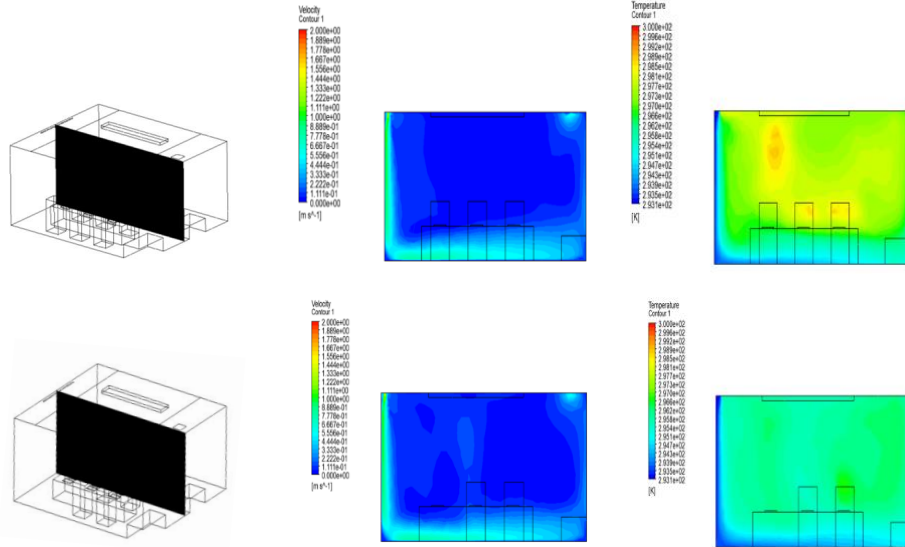 Velocity
Contour 1
2.000e+00
1.889e+00
1.778e+00
1.667e+00
1.556e+00
1.444e+00
1.333e+00
1.222e+00
1.111e+00
1.000e+00
8.889e-01
7.778e-01
6.667e-01
5.556e-01
4.444e-01
3.333e-01
2.222e-01
1.111e-01
0.000e+00
[m s^-1]
Temperature
Contour 1
3.000e+02
2.996e+02
2.992e+02
2.989e+02
2.985e+02
2.981e+02
2.977e+02
2.973e+02
2.970e+02
2.966e+02
2.962e+02
2.958e+02
2.954e+02
2.951e+02
2.947e+02
2.943e+02
2.939e+02
2.935e+02
2.931e+02
[K]
Velocity
Contour 1
2.000e+00
1.889e+00
1.778e+00
1.667e+00
1.556e+00
1.444e+00
1.333e+00
1.222e+00
1.111e+00
1.000e+00
8.889e-01
7.778e-01
6.667e-01
5.556e-01
4.444e-01
3.333e-01
2.222e-01
1.111e-01
0.000e+00
[m s^-1]
Temperature
Contour 1
3.000e+02
2.996e+02
2.992e+02
2.989e+02
2.985e+02
2.981e+02
2.977e+02
2.973e+02
2.970e+02
2.966e+02
2.962e+02
2.958e+02
2.954e+02
2.951e+02
2.947e+02
2.943e+02
2.939e+02
2.935e+02
2.931e+02
[K]